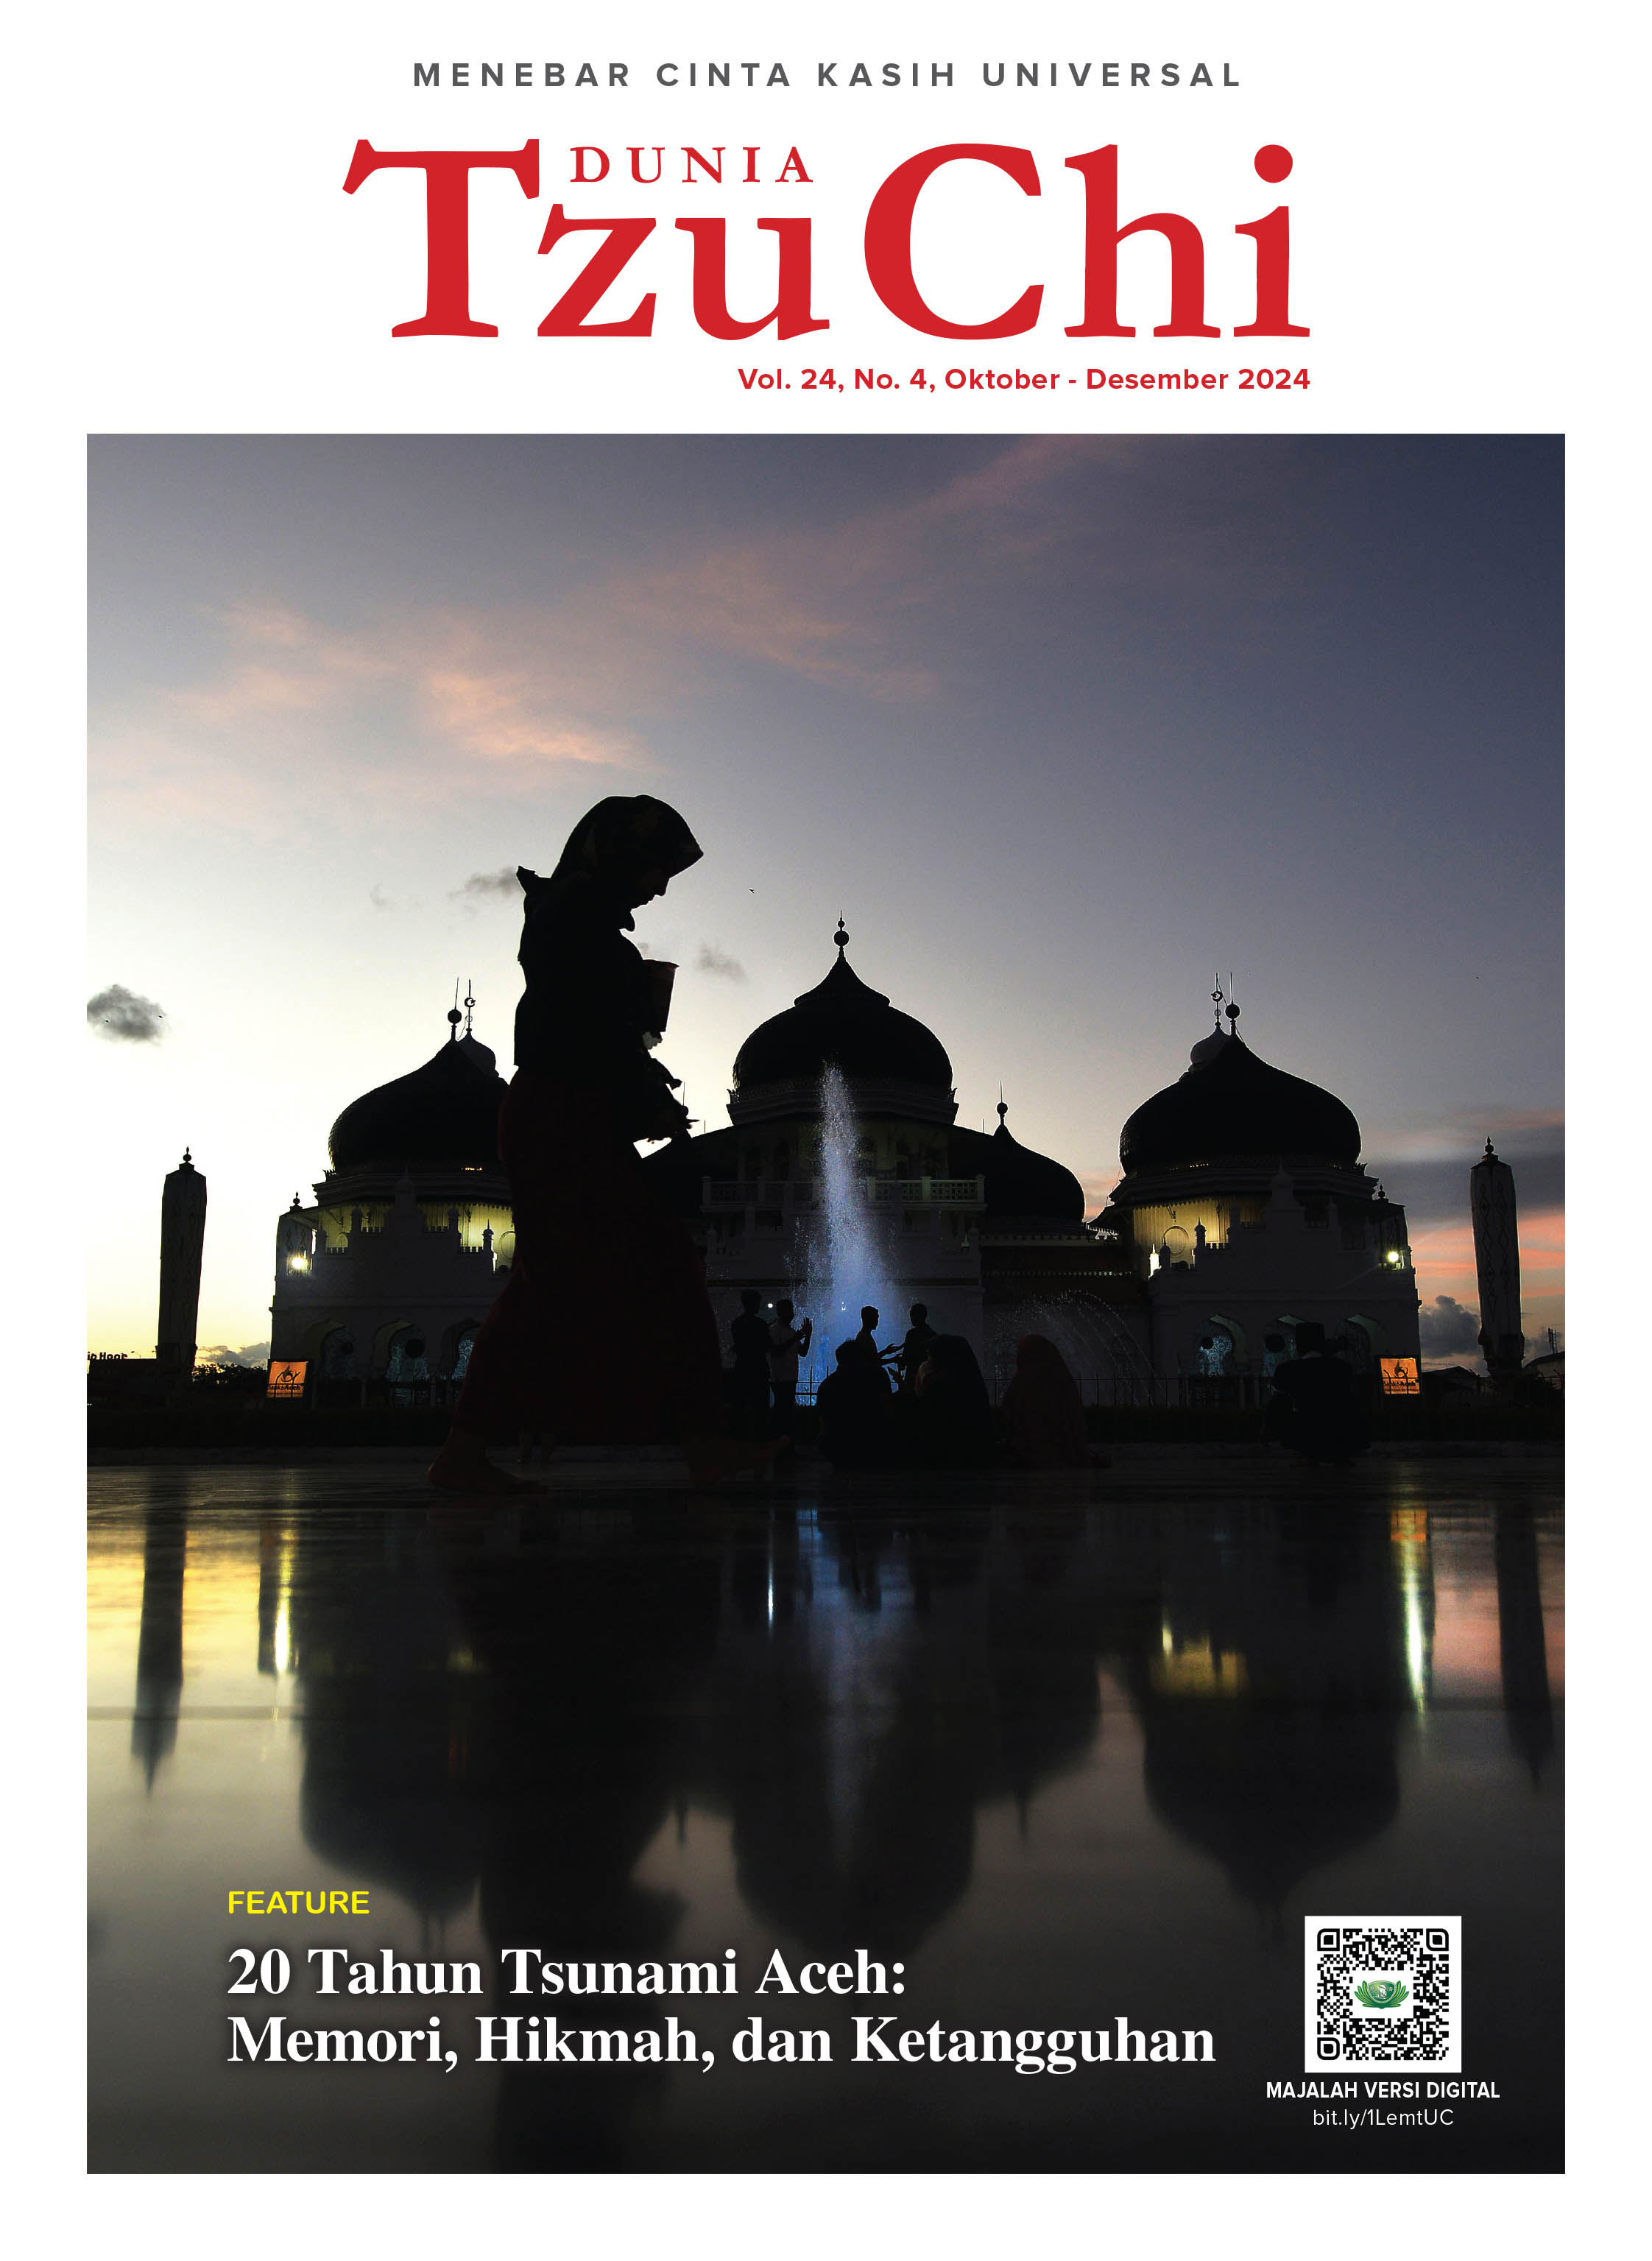 MENEBAR CINTA KASIH UNIVERSAL
DUNIA
Tzu Chi
Vol. 24, No. 4, Oktober - Desember 2024
FEATURE
20 Tahun Tsunami Aceh:
Memori, Hikmah, dan Ketangguhan
MAJALAH VERSI DIGITAL
bit.ly/1LemtUC